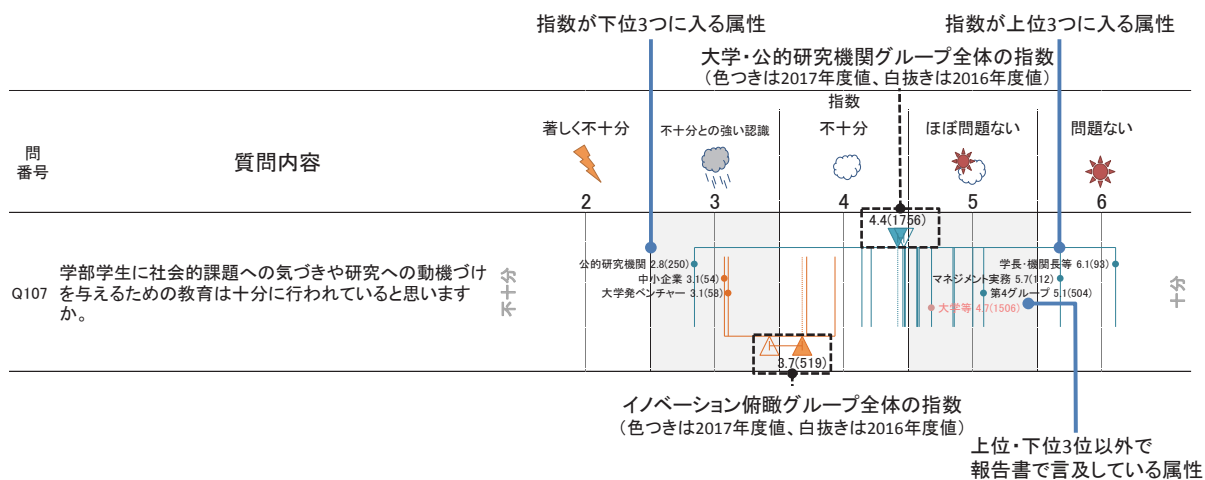 指数が下位3つに入る属性
指数が上位3つに入る属性
大学・公的研究機関グループ全体の指数
(色つきは2017年度値、白抜きは2016年度値)
指数
問
番号
質問内容
著しく不十分
不十分との強い認識
不十分
ほぼ問題ない
問題ない
2
3
4
5
6
4.4(1756)
Q107
学部学生に社会的課題への気づきや研究への動機づけ
を与えるための教育は十分に行われていると思います
か。
不十分
公的研究機関 2.8(250)
中小企業 3.1(54)
大学発ベンチャー 3.1(58)
学長・機関長等 6.1(93)
マネジメント実務 5.7(112)
第4グループ 5.1(504)
大学等 4.7(1506)
十分
3.7(519)
イノベーション俯瞰グループ全体の指数
(色つきは2017年度値、白抜きは2016年度値)
上位・下位3位以外で
報告書で言及している属性